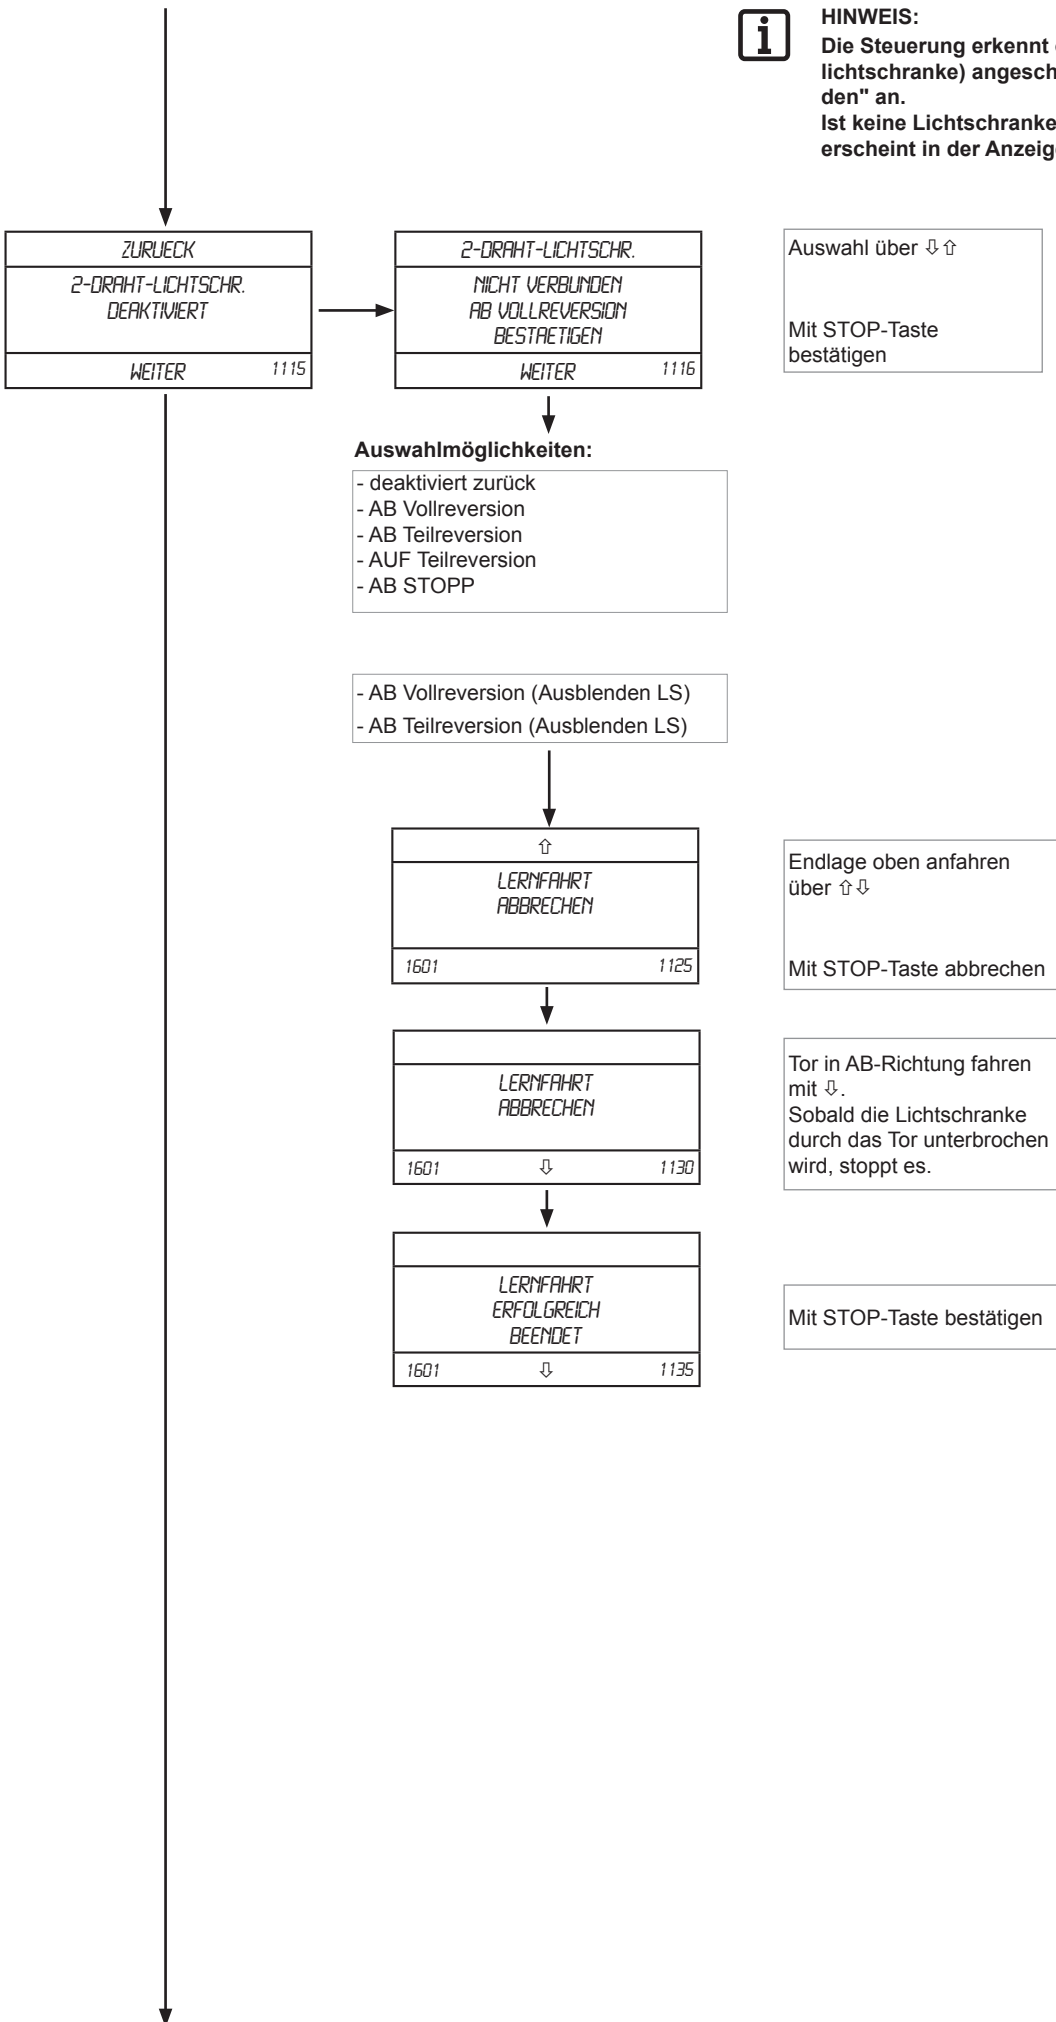 HINWEIS:
Die Steuerung erkennt
lichtschranke) angesch
den" an.
Ist keine Lichtschranke
erscheint in der Anzeig
ZURUECK
2-DRAHT-LICHTSCHR.
DEAKTIVIERT
WEITER 1115
2-DRAHT-LICHTSCHR.
NICHT VERBUNDEN
AB VOLLREVERSION
BESTAETIGEN
WEITER 1116
Auswahl über ⇩⇧
Mit STOP-Taste
bestätigen
Auswahlmöglichkeiten:
- deaktiviert zurück
- AB Vollreversion
- AB Teilreversion
- AUF Teilreversion
- AB STOPP
- AB Vollreversion (Ausblenden LS)
- AB Teilreversion (Ausblenden LS)
⇧
LERNFAHRT
ABBRECHEN
1601 1125
Endlage oben anfahren
über ⇧⇩
Mit STOP-Taste abbrechen
LERNFAHRT
ABBRECHEN
1601 ⇩ 1130
Tor in AB-Richtung fahren
mit ⇩.
Sobald die Lichtschranke
durch das Tor unterbrochen
wird, stoppt es.
LERNFAHRT
ERFOLGREICH
BEENDET
1601 ⇩ 1135
Mit STOP-Taste bestätigen